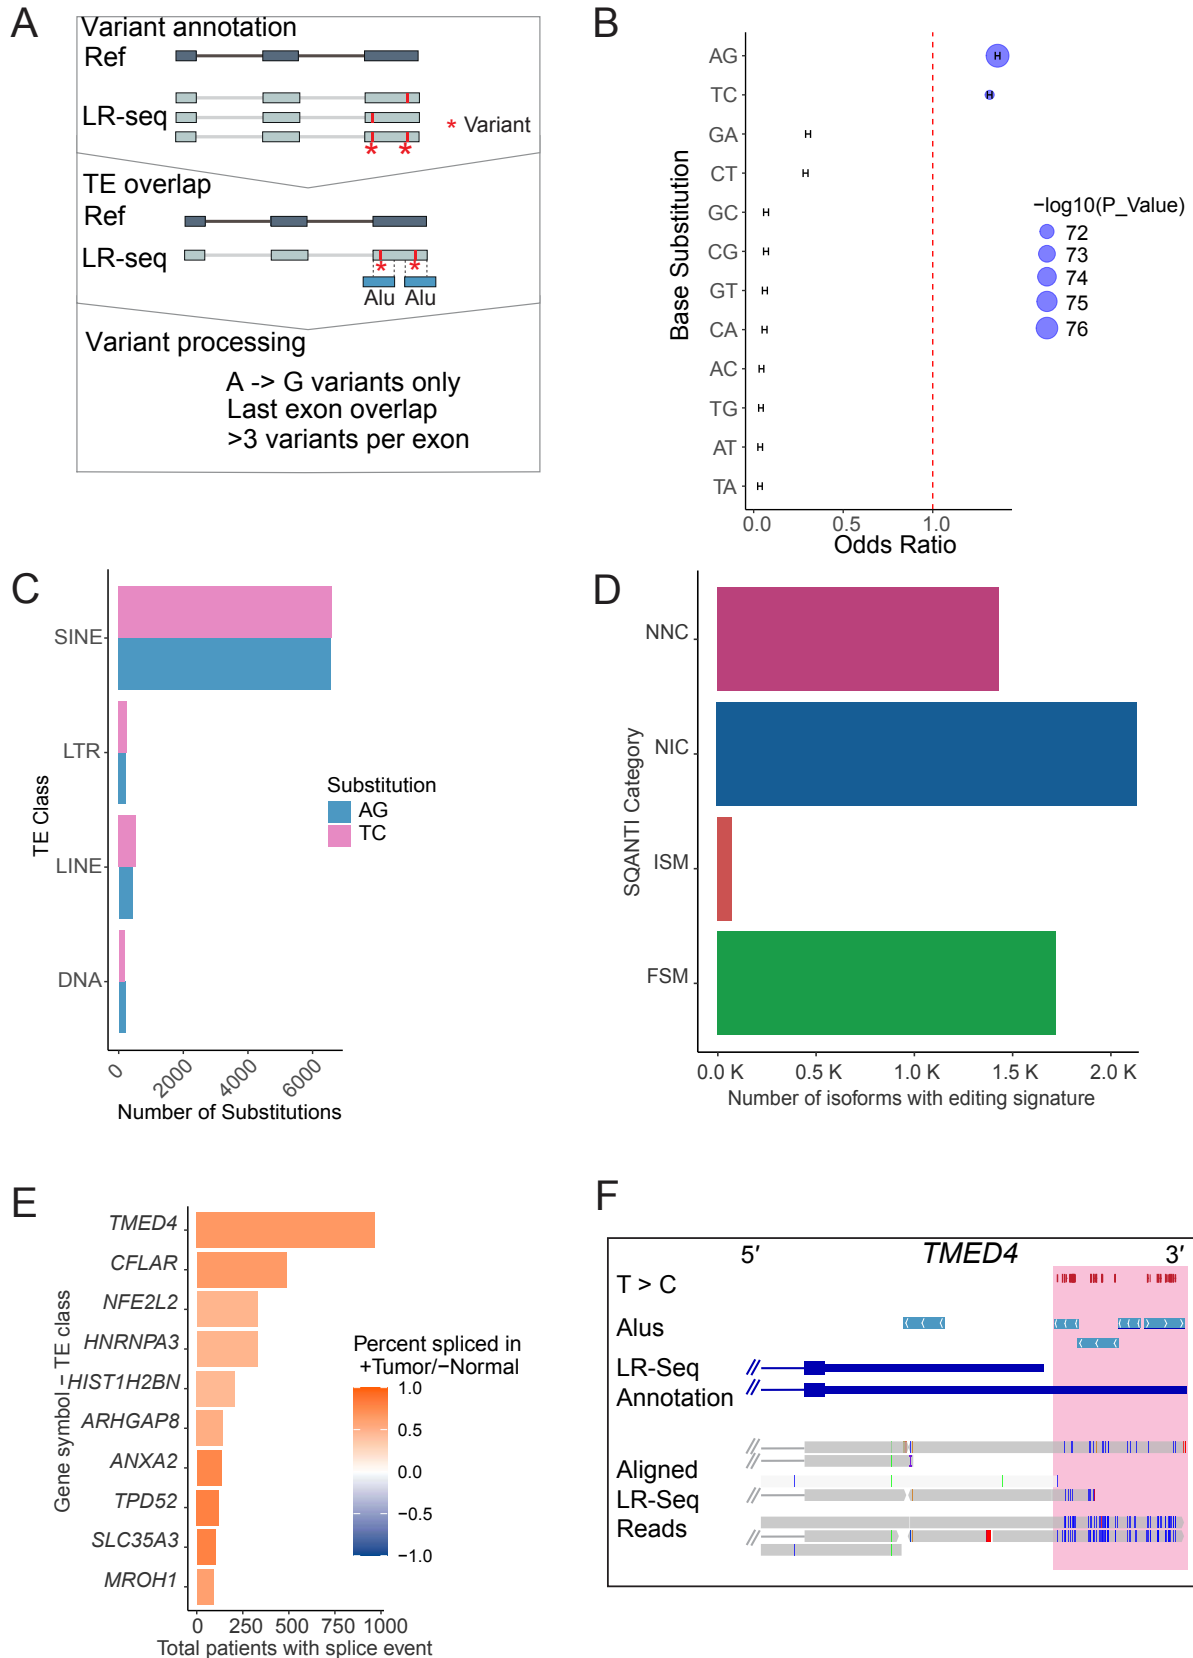 A
Variant annotation
Ref
LR-seq
* Variant
* *
TE overlap
Ref
LR-seq
* *
Alu Alu
Variant processing
A -> G variants only
Last exon overlap
>3 variants per exon
B
Base Substitution
AG
TC
GA
CT
GC
CG
GT
CA
AC
TG
AT
TA
0.0 0.5 1.0
Odds Ratio
−log10(P_Value)
72
73
74
75
76
C
TE Class
SINE
LTR
LINE
DNA
0 2000 4000 6000
Number of Substitutions
Substitution
AG
TC
D
SQANTI Category
NNC
NIC
ISM
FSM
0.0 K 0.5 K 1.0 K 1.5 K 2.0 K
Number of isoforms with editing signature
E
Gene symbol − TE class
TMED4
CFLAR
NFE2L2
HNRNPA3
HIST1H2BN
ARHGAP8
ANXA2
TPD52
SLC35A3
MROH1
0 250 500 750 1000
Total patients with splice event
Percent spliced in
+Tumor/−Normal
1.0
0.5
0.0
−0.5
−1.0
F
5′ TMED4 3′
T > C
Alus
LR-Seq
Annotation
Aligned
LR-Seq
Reads